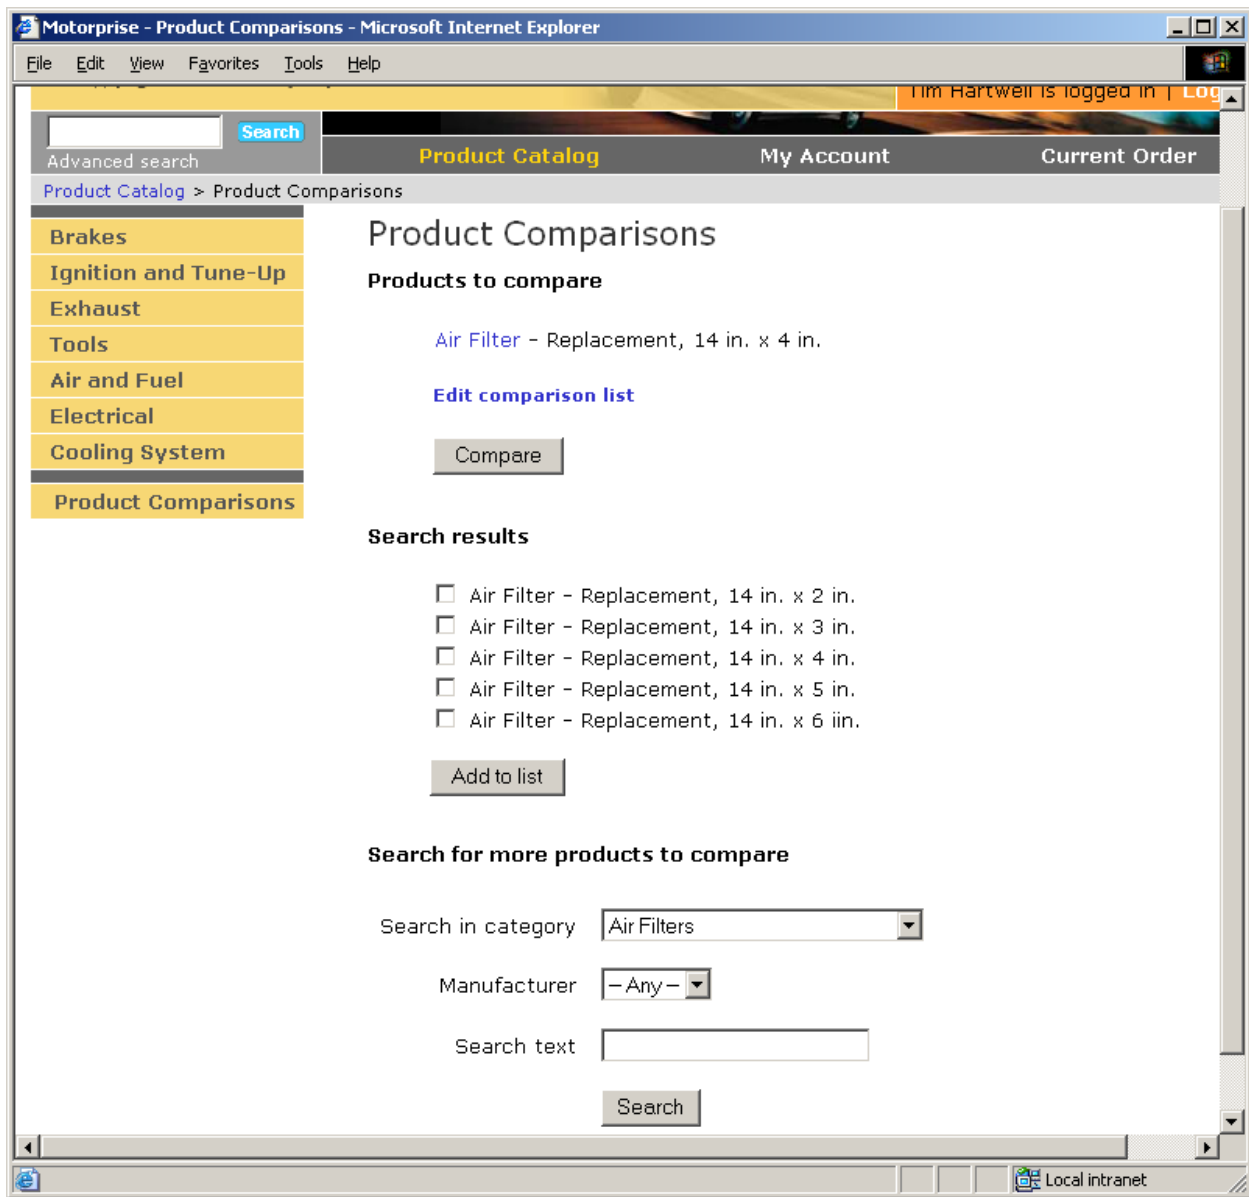 Motorprise - Product Comparisons - Microsoft Internet Explorer
File Edit View Favorites Tools Help
Tim Hartwell is logged in | Log
Search
Advanced search
Product Catalog My Account Current Order
Product Catalog > Product Comparisons
Brakes
Ignition and Tune-Up
Exhaust
Tools
Air and Fuel
Electrical
Cooling System
Product Comparisons
Product Comparisons
Products to compare
Air Filter - Replacement, 14 in. x 4 in.
Edit comparison list
Compare
Search results
Air Filter - Replacement, 14 in. x 2 in.
Air Filter - Replacement, 14 in. x 3 in.
Air Filter - Replacement, 14 in. x 4 in.
Air Filter - Replacement, 14 in. x 5 in.
Air Filter - Replacement, 14 in. x 6 iin.
Add to list
Search for more products to compare
Search in category Air Filters
Manufacturer – Any –
Search text
Search
Local intranet